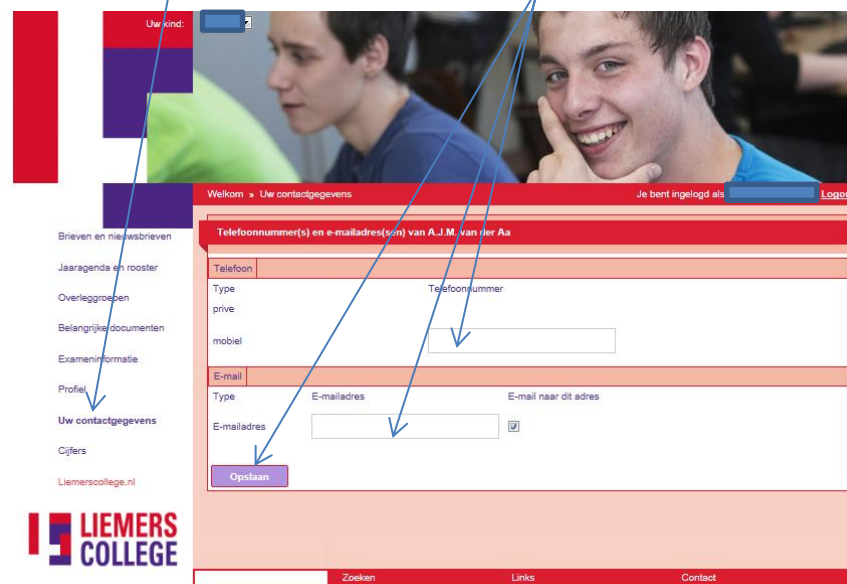 Uw kind:
Welkom » Uw contactgegevens
Je bent ingelogd als
Logou
Brieven en nieuwsbrieven
Jaaragenda en rooster
Overleggroepen
Belangrijke documenten
Exameninformatie
Profiel
Uw contactgegevens
Cijfers
Liemerscollege.nl
LIEMERS
COLLEGE
Telefoonnummer(s) en e-mailadres(sen) van A.J.M. van der Aa
Telefoon
Type Telefoonnummer
prive
mobiel
E-mail
Type E-mailadres E-mail naar dit adres
E-mailadres
Opslaan
Zoeken Links Contact